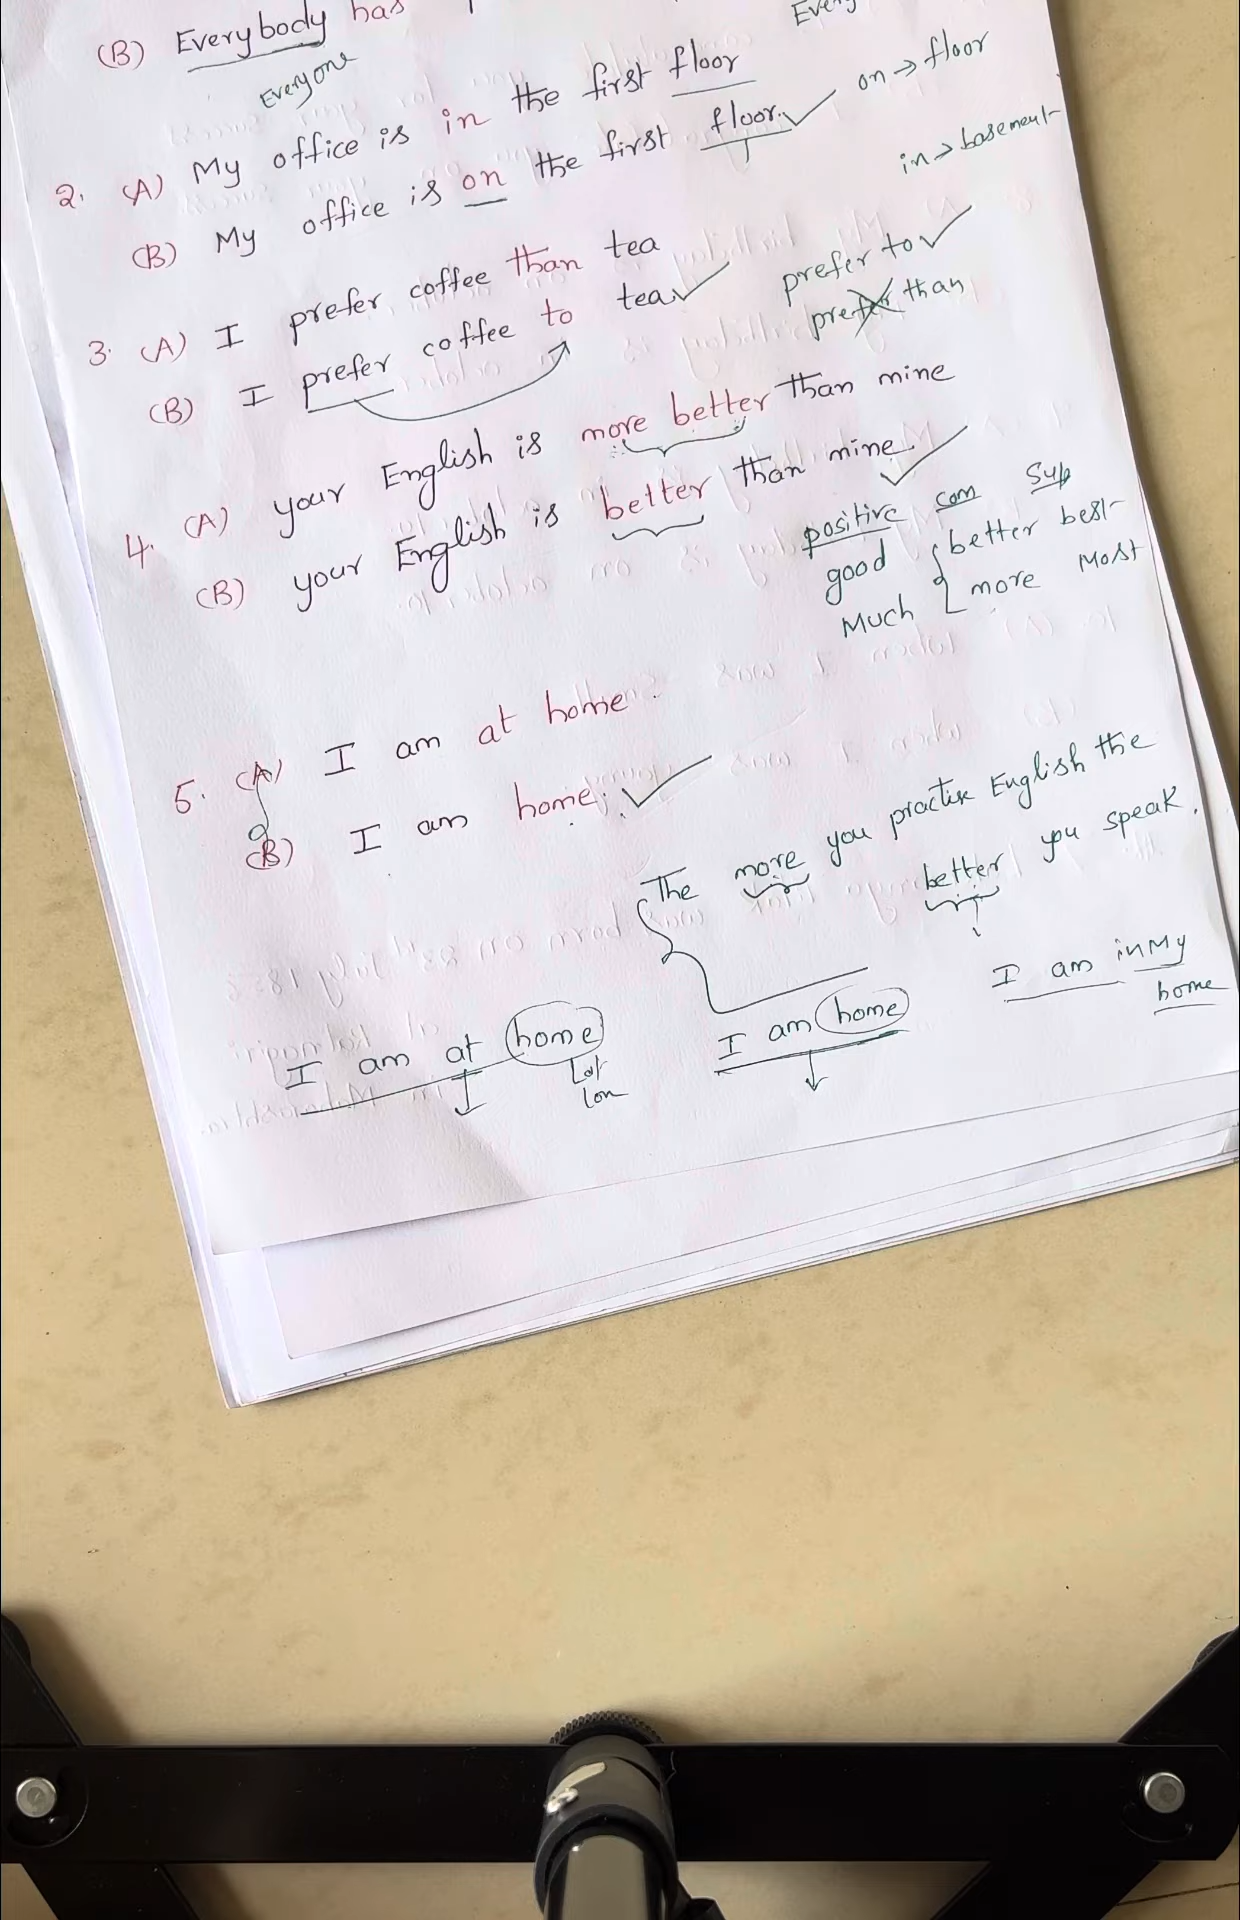 (B) Everybody has
Everyone
2. (A) My office is in the first floor
(B) My office is on the first floor.
on → floor
in → basement
3. (A) I prefer coffee than tea
(B) I prefer coffee to tea
prefer to
prefer than
4. (A) your English is more better than mine
(B) your English is better than mine
positive com Sup
good better best
Much more Most
5. (A) I am at home.
(B) I am home.
The more you practise English the
better you speak.
I am at home
I am home
I am in My
home